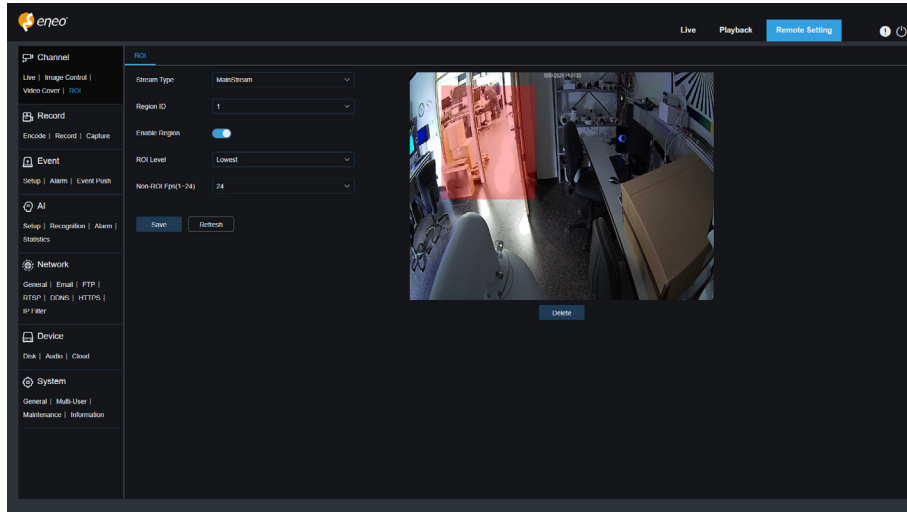 eneo
Live Playback Remote Setting
Channel
Live | Image Control |
Video Cover | ROI
Record
Encode | Record | Capture
Event
Setup | Alarm | Event Push
AI
Setup | Recognition | Alarm |
Statistics
Network
General | Email | FTP |
RTSP | DDNS | HTTPS |
IP Filter
Device
Disk | Audio | Cloud
System
General | Multi-User |
Maintenance | Information
ROI
Stream Type MainStream
Region ID 1
Enable Region
ROI Level Lowest
Non-ROI Fps(1~24) 24
Save Refresh
Delete